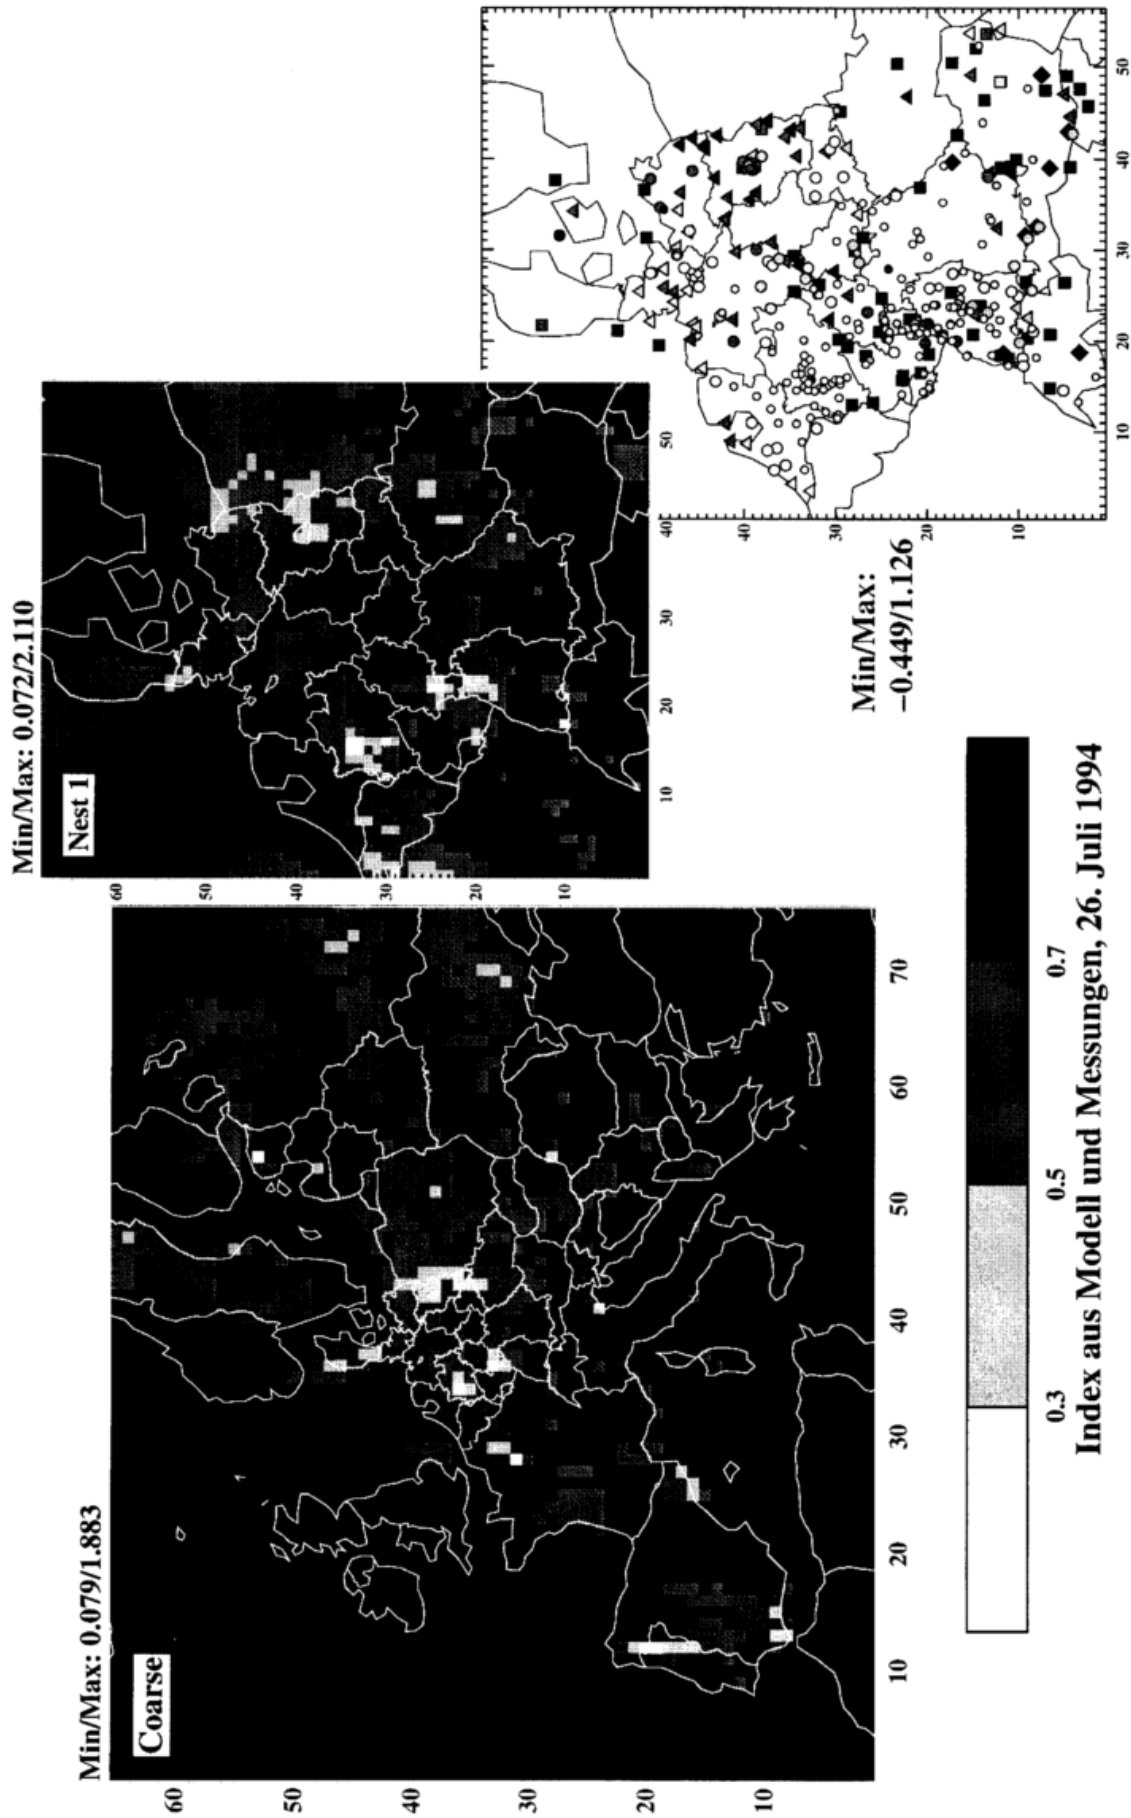 Min/Max: 0.079/1.883
Coarse
60
50
40
30
20
10
10 20 30 40 50 60 70
Min/Max: 0.072/2.110
Nest 1
60
50
40
30
20
10
10 20 30 40 50
Min/Max:
−0.449/1.126
40
30
20
10
10 20 30 40 50
0.3 0.5 0.7
Index aus Modell und Messungen, 26. Juli 1994